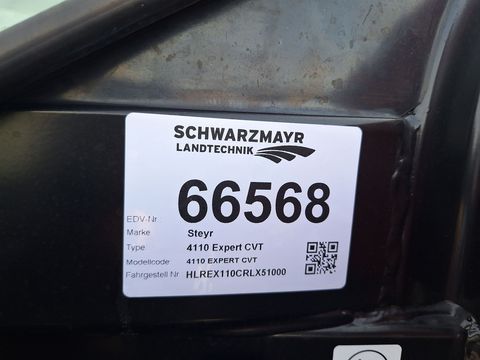 SCHWARZMAYR
LANDTECHNIK
EDV-Nr. 66568
Marke Steyr
Type: 4110 Expert CVT
Modellcode: 4110 EXPERT CVT
Fahrgestell Nr. HLREX110CRLX51000